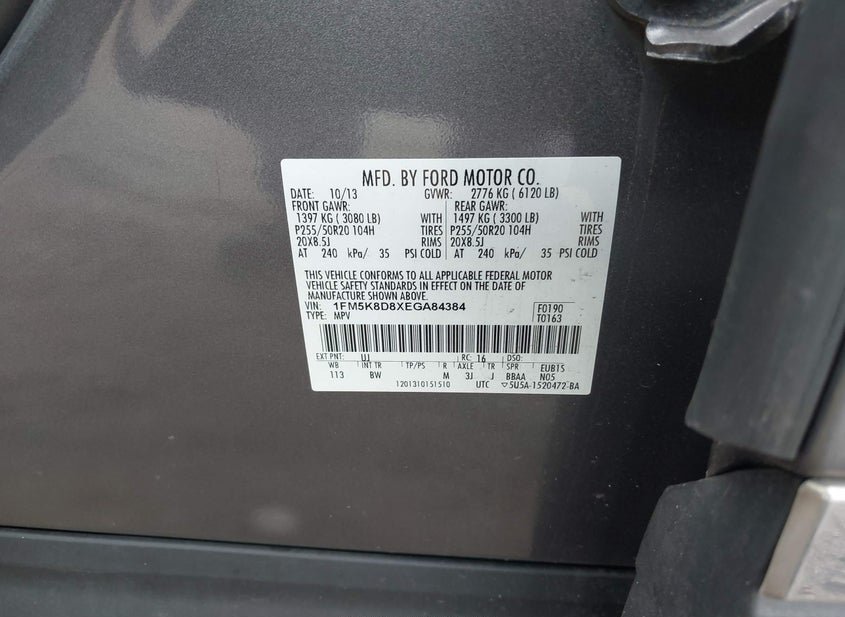 MFD. BY FORD MOTOR CO.
DATE: 10/13 GVWR: 2776 KG ( 6120 LB)
FRONT GAWR: REAR GAWR:
1397 KG ( 3080 LB) WITH 1497 KG ( 3300 LB) WITH
P255/50R20 104H TIRES P255/50R20 104H TIRES
20X8.5J RIMS 20X8.5J RIMS
AT 240 kPa/ 35 PSI COLD AT 240 kPa/ 35 PSI COLD
THIS VEHICLE CONFORMS TO ALL APPLICABLE FEDERAL MOTOR
VEHICLE SAFETY STANDARDS IN EFFECT ON THE DATE OF
MANUFACTURE SHOWN ABOVE.
VIN: 1FM5K8D8XEGA84384 F0190
TYPE: MPV T0163
EXT PNT: UJ RC: 16 DSO:
WB INT TR TP/PS R AXLE TR SPR EUB1S
113 BW M 3J J BBAA N05
1201310151510 UTC ▽5U5A-1520472-BA